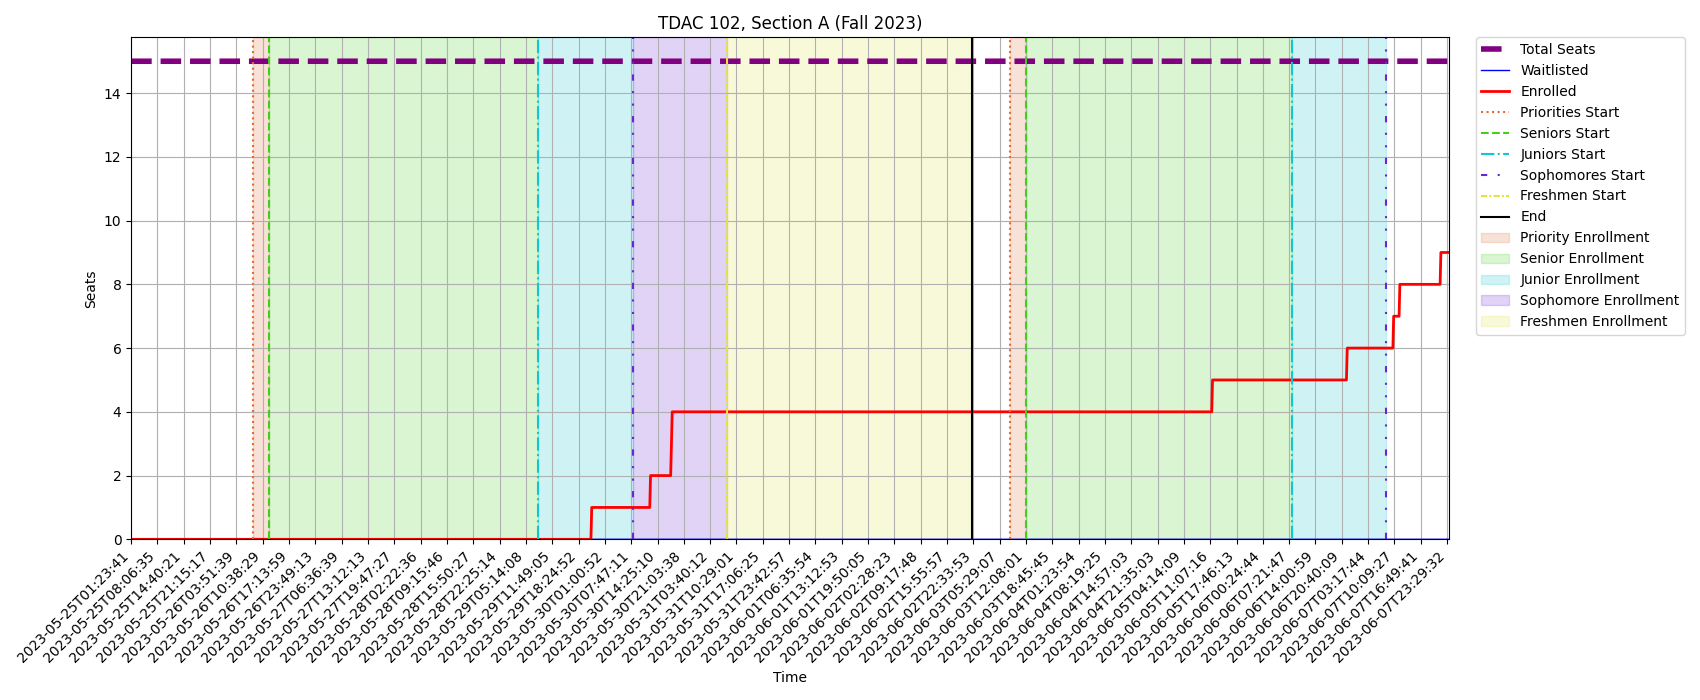 TDAC 102, Section A (Fall 2023)
Seats
14
12
10
8
6
4
2
0
2023-05-25T01:23:41
2023-05-25T08:06:35
2023-05-25T14:40:21
2023-05-25T21:15:17
2023-05-26T03:51:39
2023-05-26T10:38:29
2023-05-26T17:13:59
2023-05-26T23:49:13
2023-05-27T06:36:39
2023-05-27T13:12:13
2023-05-27T19:47:27
2023-05-28T02:22:36
2023-05-28T09:15:46
2023-05-28T15:50:27
2023-05-28T22:25:14
2023-05-29T05:14:08
2023-05-29T11:49:05
2023-05-29T18:24:52
2023-05-30T01:00:52
2023-05-30T07:47:11
2023-05-30T14:25:10
2023-05-30T21:03:38
2023-05-31T03:40:12
2023-05-31T10:29:01
2023-05-31T17:06:25
2023-05-31T23:42:57
2023-06-01T06:35:54
2023-06-01T13:12:53
2023-06-01T19:50:05
2023-06-02T02:28:23
2023-06-02T09:17:48
2023-06-02T15:55:57
2023-06-02T22:33:53
2023-06-03T05:29:07
2023-06-03T12:08:01
2023-06-03T18:45:45
2023-06-04T01:23:54
2023-06-04T08:19:25
2023-06-04T14:57:03
2023-06-04T21:35:03
2023-06-05T04:14:09
2023-06-05T11:07:16
2023-06-05T17:46:13
2023-06-06T00:24:44
2023-06-06T07:21:47
2023-06-06T14:00:59
2023-06-06T20:40:09
2023-06-07T03:17:44
2023-06-07T10:09:27
2023-06-07T16:49:41
2023-06-07T23:29:32
Time
Total Seats
Waitlisted
Enrolled
Priorities Start
Seniors Start
Juniors Start
Sophomores Start
Freshmen Start
End
Priority Enrollment
Senior Enrollment
Junior Enrollment
Sophomore Enrollment
Freshmen Enrollment